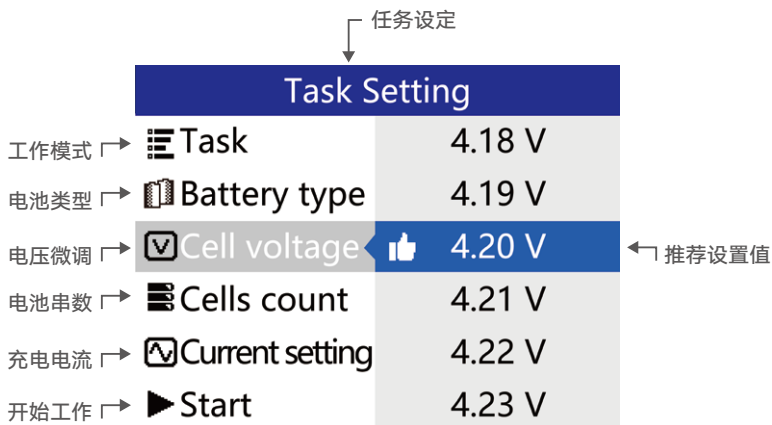 任务设定
Task Setting
工作模式 Task 4.18 V
电池类型 Battery type 4.19 V
电压微调 Cell voltage 4.20 V 推荐设置值
电池串数 Cells count 4.21 V
充电电流 Current setting 4.22 V
开始工作 Start 4.23 V